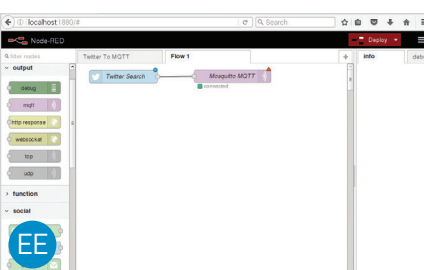 localhost:1880/#
Search
Node-RED
Deploy
filter nodes
Twitter To MQTT
Flow 1
+
info
deb
output
debug
mqtt
http response
websocket
tcp
udp
function
social
Twitter Search
Mosquitto MQTT
connected
EE